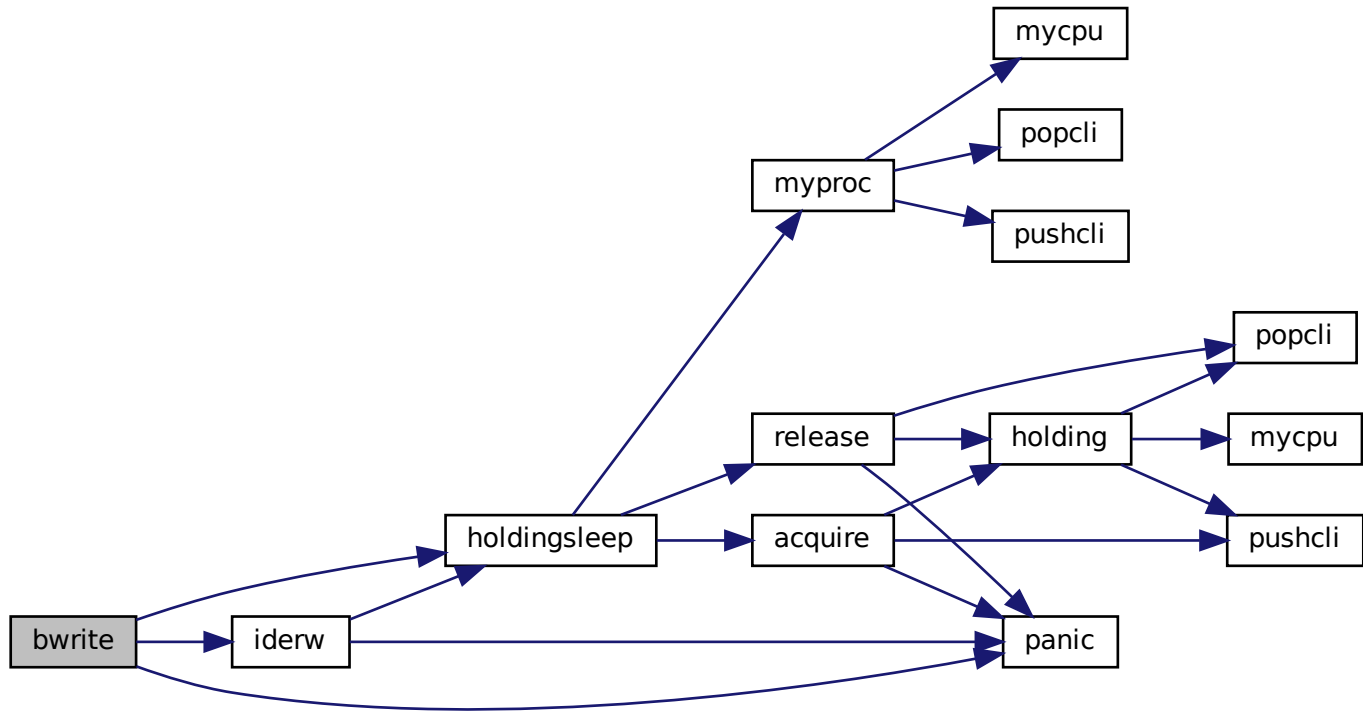 mycpu
popcli
myproc
pushcli
popcli
release
holding
mycpu
holdingsleep
acquire
pushcli
bwrite
iderw
panic